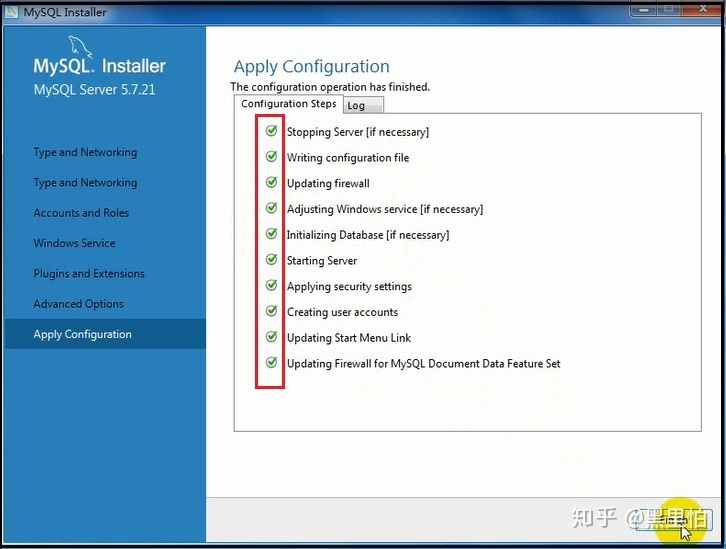 MySQL Installer
MySQL. Installer
MySQL Server 5.7.21
Type and Networking
Type and Networking
Accounts and Roles
Windows Service
Plugins and Extensions
Advanced Options
Apply Configuration
Apply Configuration
The configuration operation has finished.
Configuration Steps
Log
Stopping Server [if necessary]
Writing configuration file
Updating firewall
Adjusting Windows service [if necessary]
Initializing Database [if necessary]
Starting Server
Applying security settings
Creating user accounts
Updating Start Menu Link
Updating Firewall for MySQL Document Data Feature Set
知乎 @黑里怕